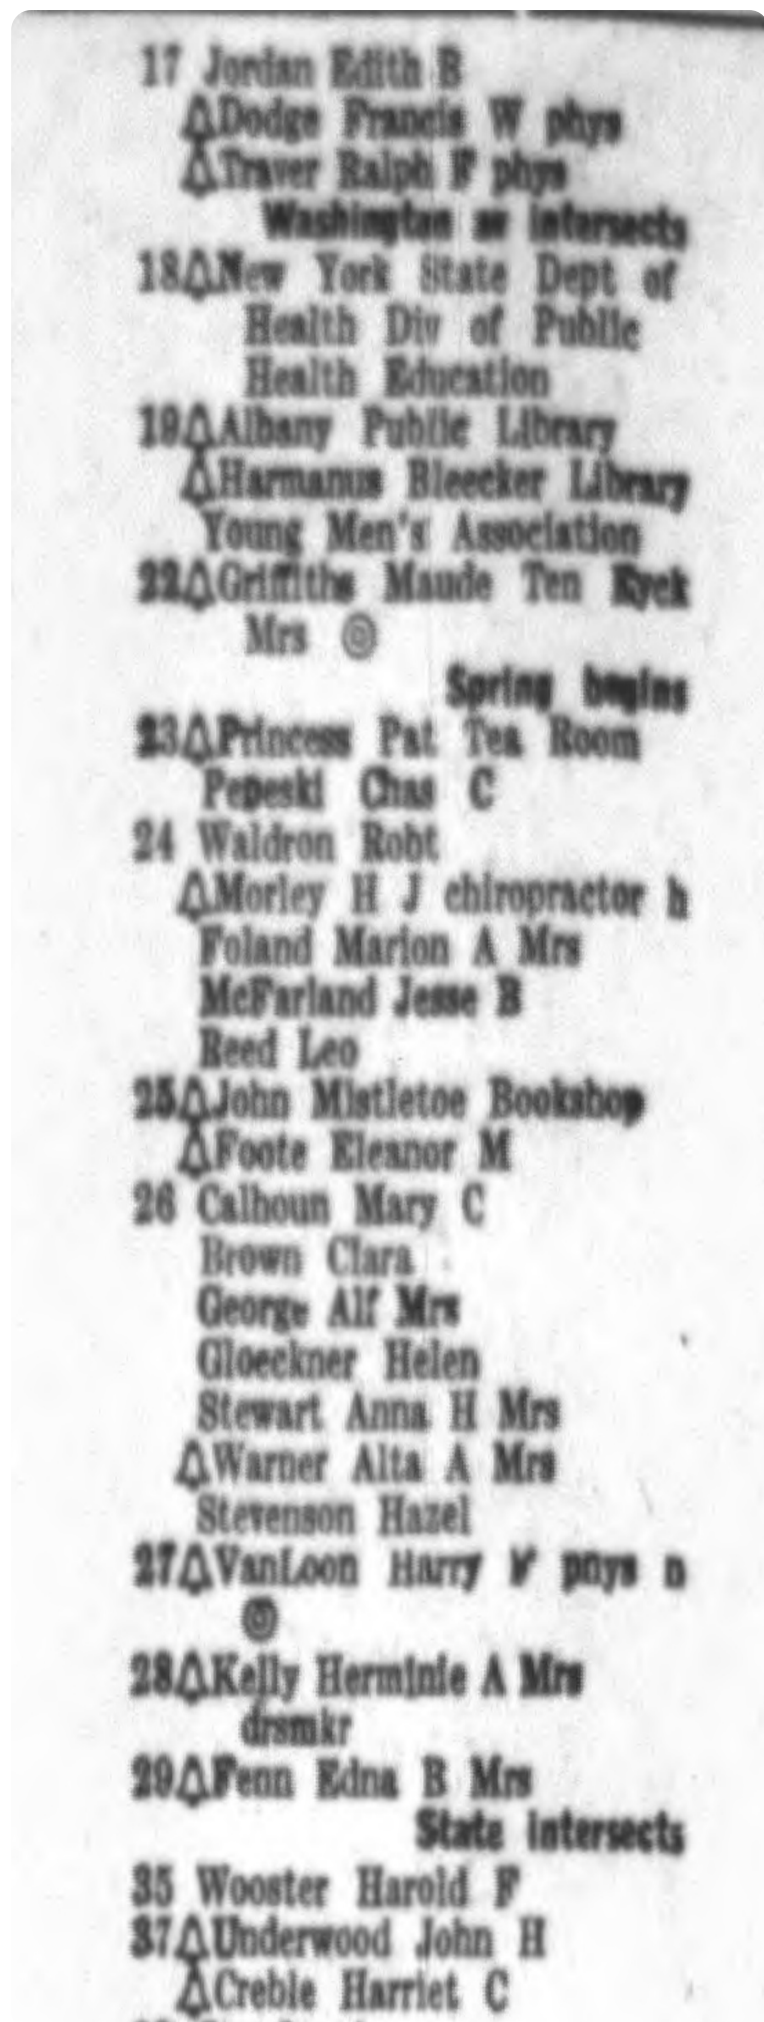 17 Jordan Edith B
Dodge Francis W phys
Traver Ralph F phys
Washington av intersects
18 New York State Dept of
Health Div of Public
Health Education
19 Albany Public Library
Harmanus Bleecker Library
Young Men's Association
22 Griffiths Maude Ten Eyck
Mrs ◎
Spring begins
23 Princess Pat Tea Room
Pepeski Chas C
24 Waldron Robt
Morley H J chiropractor h
Foland Marion A Mrs
McFarland Jesse B
Reed Leo
25 John Mistletoe Bookshop
Foote Eleanor M
26 Calhoun Mary C
Brown Clara
George Alf Mrs
Gloeckner Helen
Stewart Anna H Mrs
Warner Alta A Mrs
Stevenson Hazel
27 VanLoon Harry V phys h
◎
28 Kelly Herminie A Mrs
drsmkr
29 Fenn Edna B Mrs
State intersects
35 Wooster Harold F
37 Underwood John H
Creble Harriet C